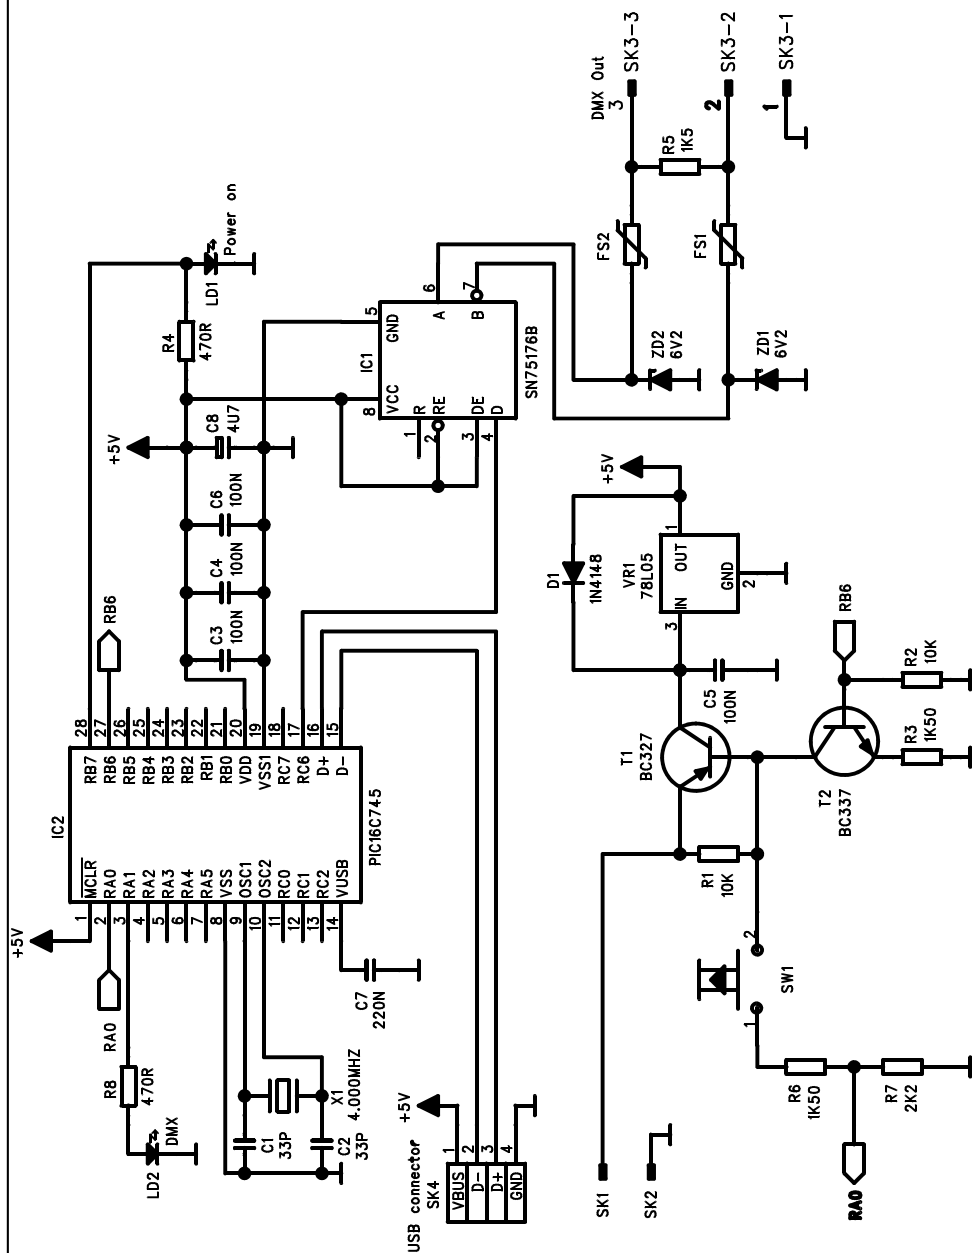 DMX Out
3
SK3-3
2
SK3-2
1
SK3-1
R5
1K5
FS2
FS1
ZD2
6V2
ZD1
6V2
Power on
LD1
R4
470R
+5V
C8
4U7
C6
100N
C4
100N
C3
100N
IC1
SN75176B
5
GND
8
VCC
6
A
7
B
1
R
2
RE
3
DE
4
D
RB6
IC2
PIC16C745
28
RB7
27
RB6
26
RB5
25
RB4
24
RB3
23
RB2
22
RB1
21
RB0
20
VDD
19
VSS1
18
RC7
17
RC6
16
D+
15
D-
MCLR
1
RA0
2
RA1
3
RA2
4
RA3
5
RA4
6
RA5
7
VSS
8
OSC1
9
OSC2
10
RC0
11
RC1
12
RC2
13
VUSB
14
+5V
RA0
R8
470R
LD2
DMX
C7
220N
X1
4.000MHZ
C1
33P
C2
33P
USB connector
SK4
+5V
VBUS
1
D-
2
D+
3
GND
4
+5V
D1
1N4148
VR1
78L05
1
OUT
IN
3
GND
2
C5
100N
T1
BC327
RB6
R2
10K
R3
1K50
T2
BC337
R1
10K
SW1
2
1
R6
1K50
R7
2K2
RA0
SK1
SK2